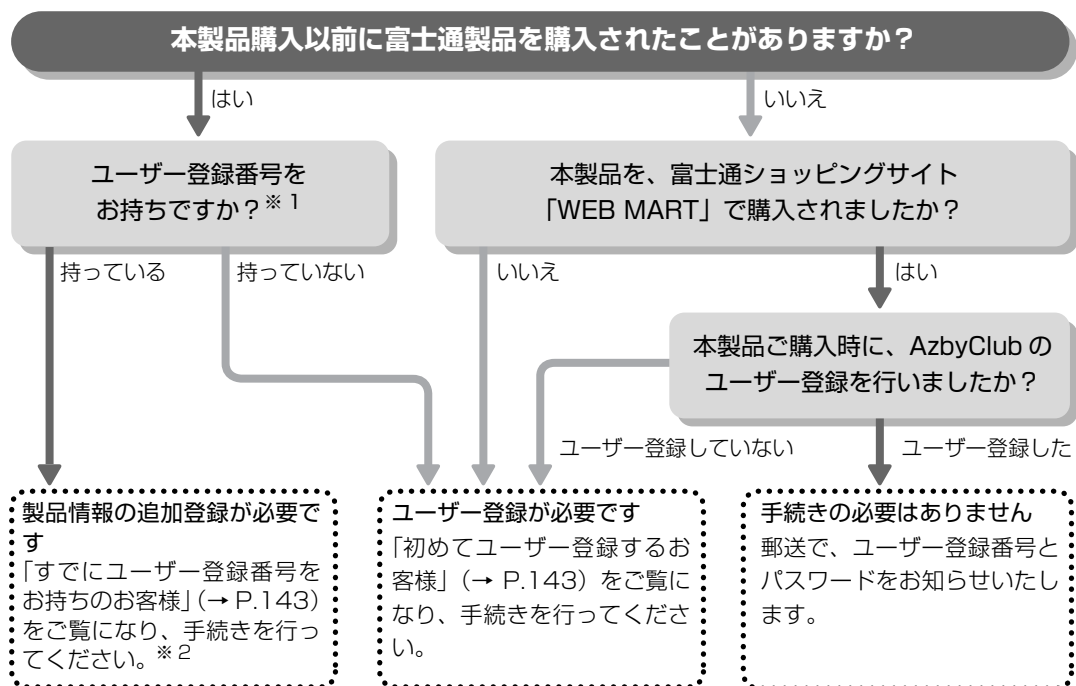 本製品購入以前に富士通製品を購入されたことがありますか？
はい
いいえ
ユーザー登録番号を
お持ちですか？※1
本製品を、富士通ショッピングサイト
「WEB MART」で購入されましたか？
持っている
持っていない
いいえ
はい
本製品ご購入時に、AzbyClub の
ユーザー登録を行いましたか？
ユーザー登録していない
ユーザー登録した
製品情報の追加登録が必要で
す
「すでにユーザー登録番号を
お持ちのお客様」（→ P.143）
をご覧になり、手続きを行っ
てください。※2
ユーザー登録が必要です
「初めてユーザー登録するお
客様」（→ P.143）をご覧に
なり、手続きを行ってくださ
い。
手続きの必要はありません
郵送で、ユーザー登録番号と
パスワードをお知らせいたし
ます。